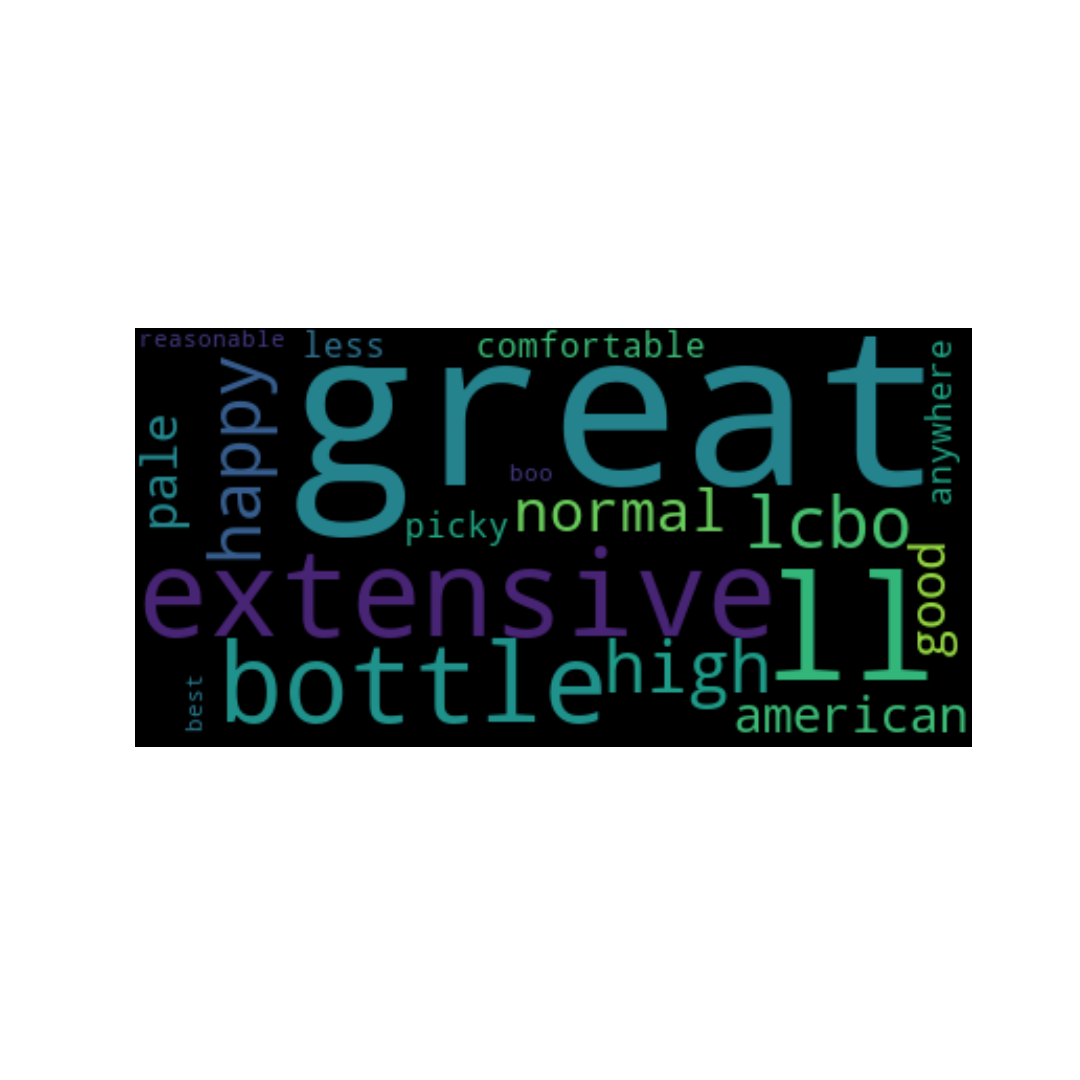 reasonable
less
comfortable
great
anywhere
happy
pale
boo
picky
normal
lcbo
extensive
ll
good
bottle
high
best
american